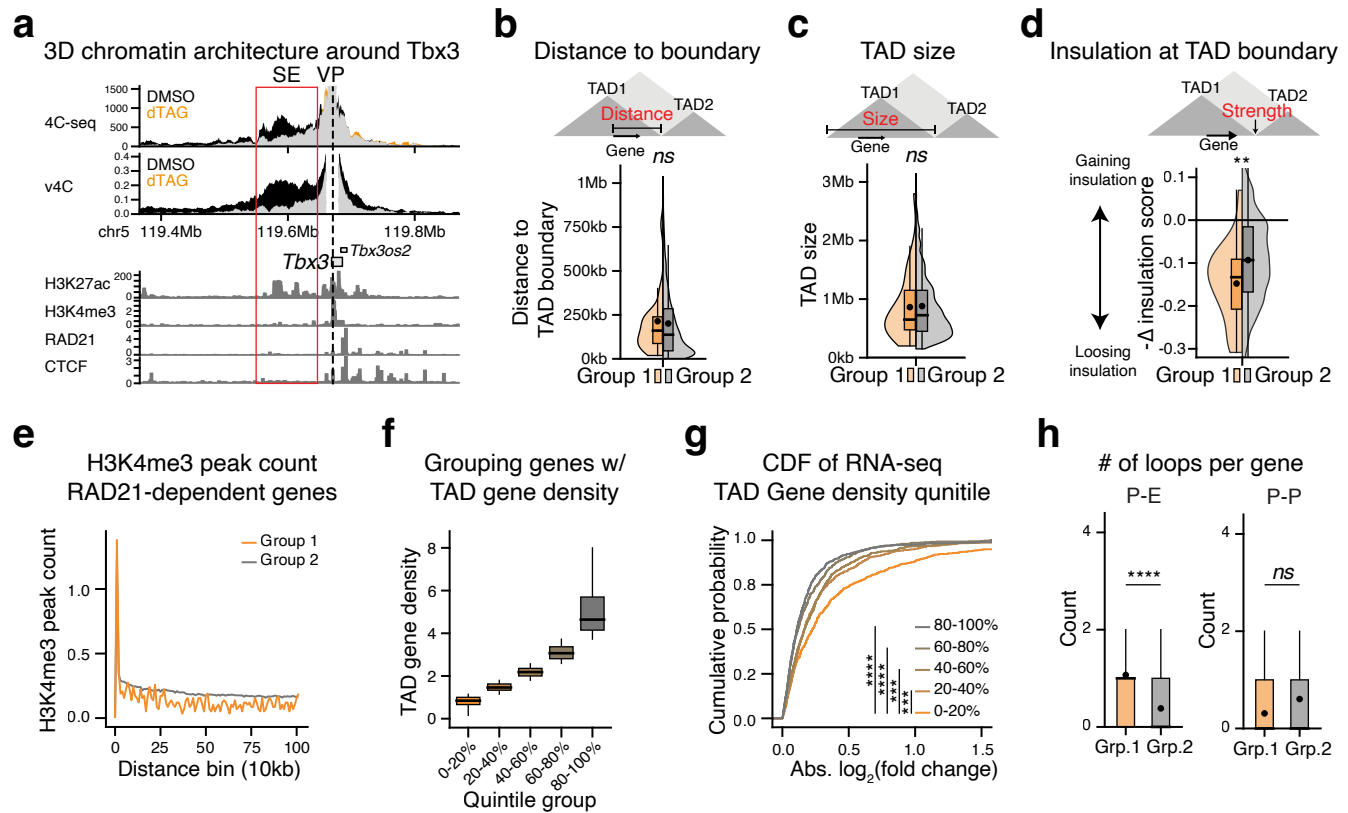 a
3D chromatin architecture around Tbx3
SE VP
4C-seq
1500
1000
500
0
DMSO
dTAG
v4C
0.4
0.3
0.2
0.1
0.0
DMSO
dTAG
chr5 119.4Mb 119.6Mb 119.8Mb
Tbx3os2
Tbx3
H3K27ac
200
0
H3K4me3
2
0
RAD21
4
0
CTCF
3
0
b
Distance to boundary
TAD1
TAD2
Distance
Gene
ns
1Mb
750kb
500kb
250kb
0kb
Distance to
TAD boundary
Group 1 Group 2
c
TAD size
TAD1
TAD2
Size
Gene
ns
3Mb
2Mb
1Mb
0kb
TAD size
Group 1 Group 2
d
Insulation at TAD boundary
TAD1
TAD2
Strength
Gene
**
Gaining
insulation
Loosing
insulation
0.1
0.0
-0.1
-0.2
-0.3
-Δ insulation score
Group 1 Group 2
e
H3K4me3 peak count
RAD21-dependent genes
Group 1
Group 2
1.0
0.5
0.0
H3K4me3 peak count
0 25 50 75 100
Distance bin (10kb)
f
Grouping genes w/
TAD gene density
8
6
4
2
0
TAD gene density
0-20%
20-40%
40-60%
60-80%
80-100%
Quintile group
g
CDF of RNA-seq
TAD Gene density qunitile
1.0
0.8
0.5
0.2
0.0
Cumulative probability
80-100%
60-80%
40-60%
20-40%
0-20%
****
****
***
***
0.0 0.5 1.0 1.5
Abs. log2(fold change)
h
# of loops per gene
P-E
4
2
0
Count
****
Grp.1 Grp.2
P-P
4
2
0
Count
ns
Grp.1 Grp.2